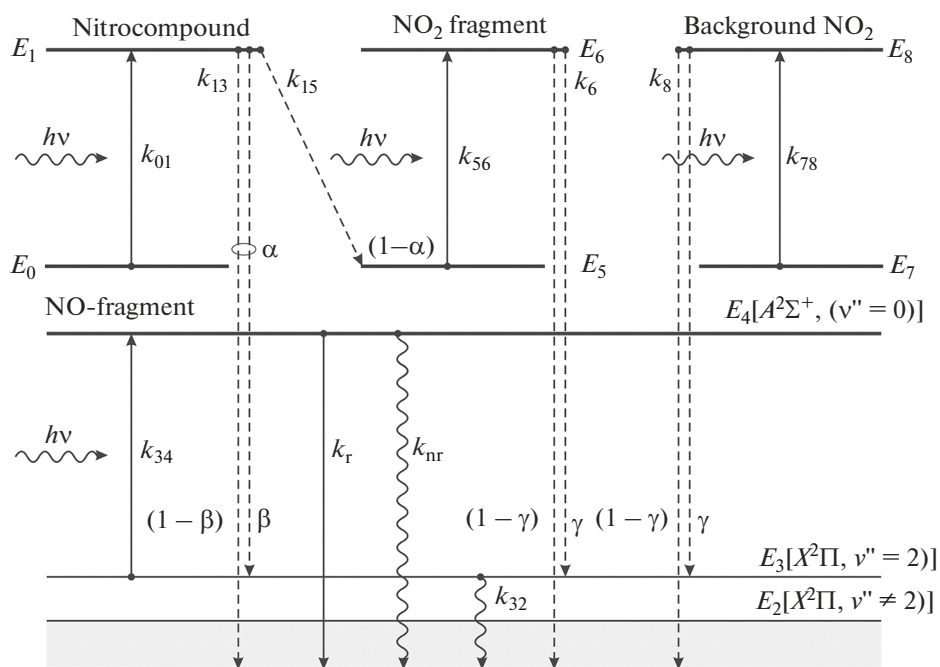 Nitrocompound NO₂ fragment Background NO₂
E₁ E₆ E₈
k₁₃ k₁₅ k₆ k₈
hν hν hν
k₀₁ k₅₆ k₇₈
α (1−α)
E₀ E₅ E₇
NO-fragment E₄[A²Σ⁺, (ν" = 0)]
hν k₃₄ kᵣ kₙᵣ
(1 − β) β (1 − γ) γ (1 − γ) γ
E₃[X²Π, ν" = 2)]
k₃₂ E₂[X²Π, ν" ≠ 2)]